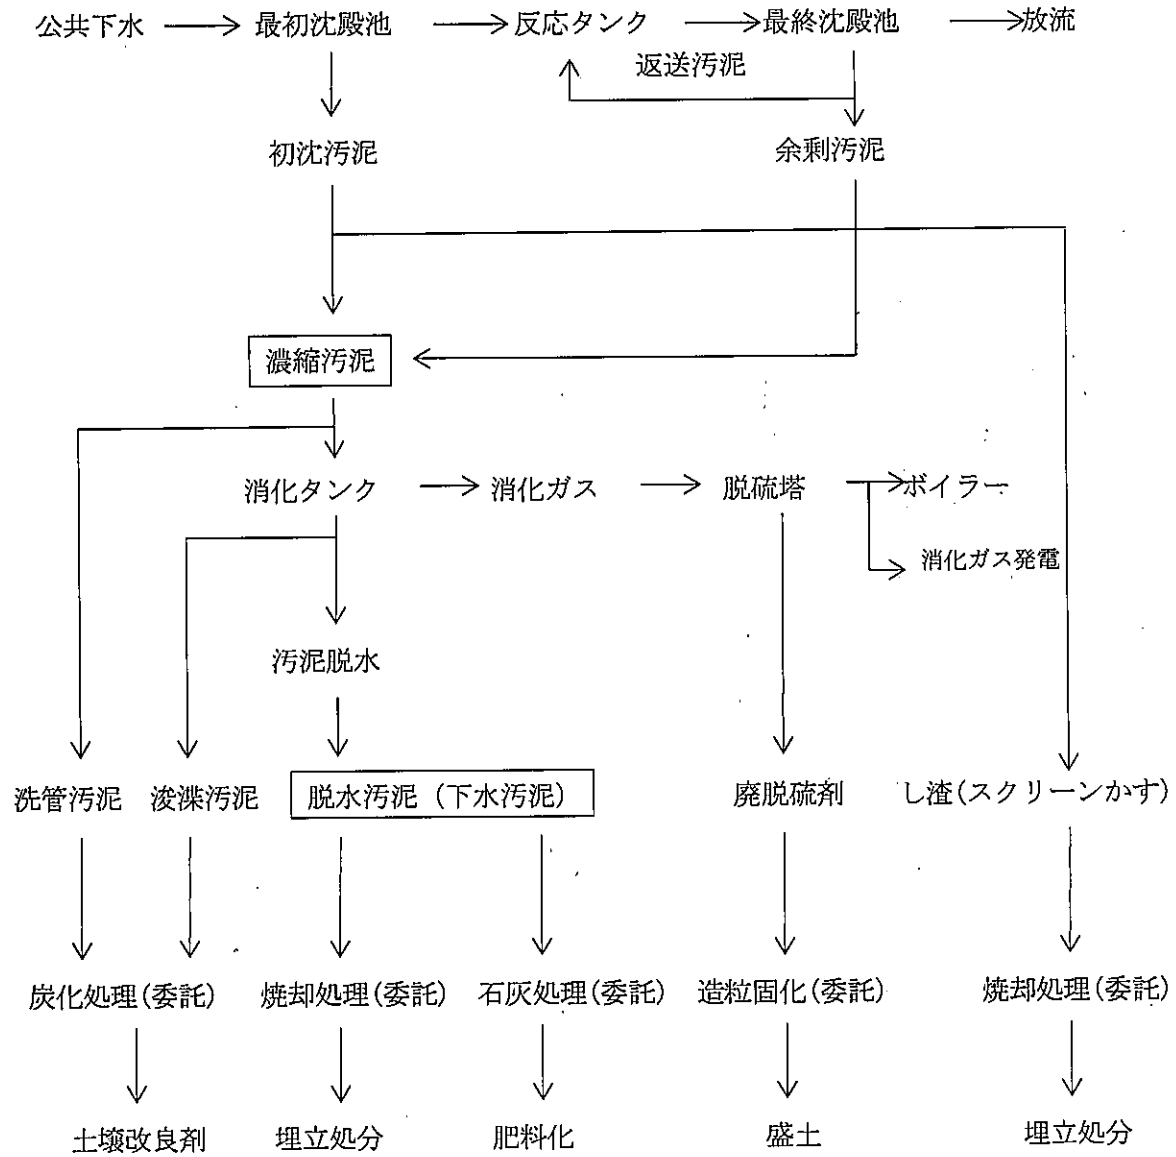 公共下水 最初沈殿池 反応タンク 最終沈殿池 放流
返送汚泥
初沈汚泥 余剰汚泥
濃縮汚泥
消化タンク 消化ガス 脱硫塔 ボイラー
消化ガス発電
汚泥脱水
洗管汚泥 浚渫汚泥 脱水汚泥(下水汚泥) 廃脱硫剤 し渣(スクリーンかす)
炭化処理(委託) 焼却処理(委託) 石灰処理(委託) 造粒固化(委託) 焼却処理(委託)
土壌改良剤 埋立処分 肥料化 盛土 埋立処分